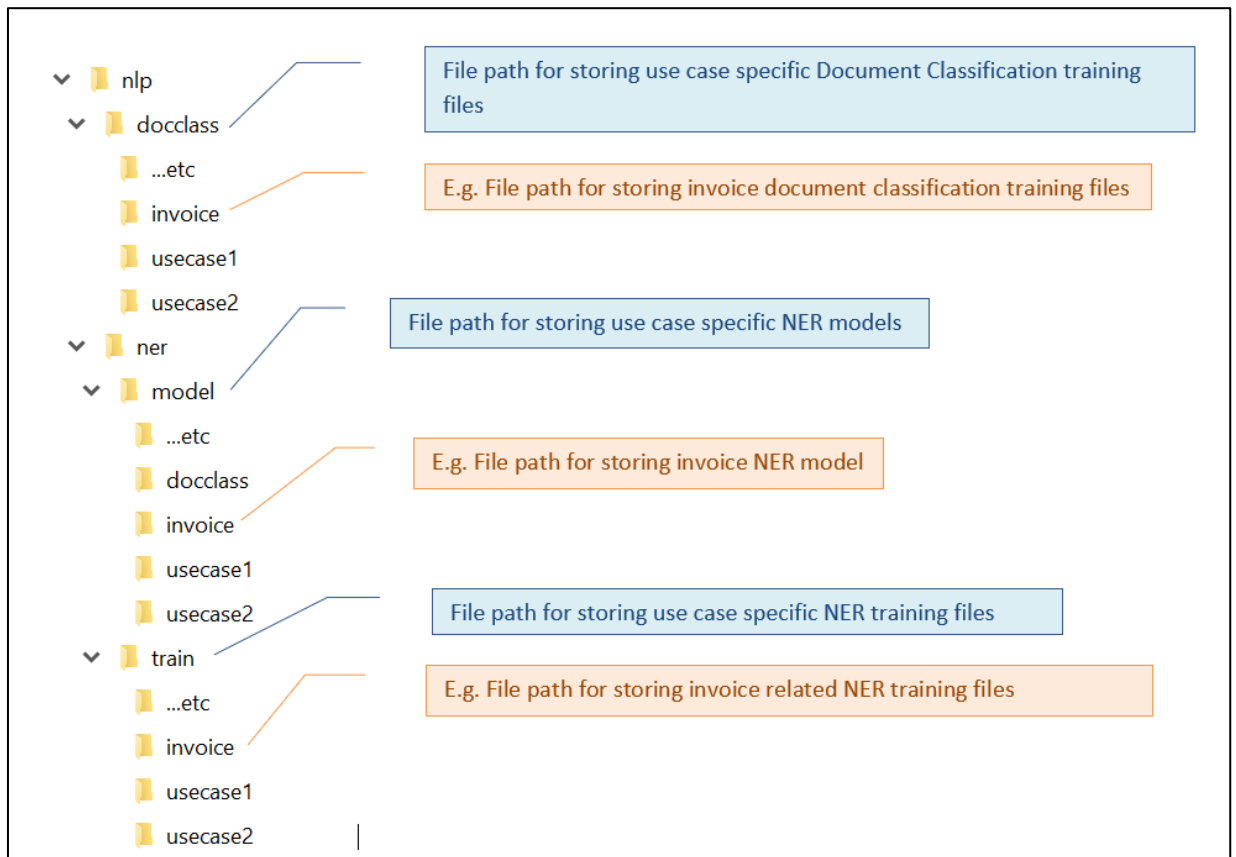 nlp
File path for storing use case specific Document Classification training
files
docclass
...etc
E.g. File path for storing invoice document classification training files
invoice
usecase1
usecase2
File path for storing use case specific NER models
ner
model
...etc
E.g. File path for storing invoice NER model
docclass
invoice
usecase1
usecase2
File path for storing use case specific NER training files
train
E.g. File path for storing invoice related NER training files
...etc
invoice
usecase1
usecase2